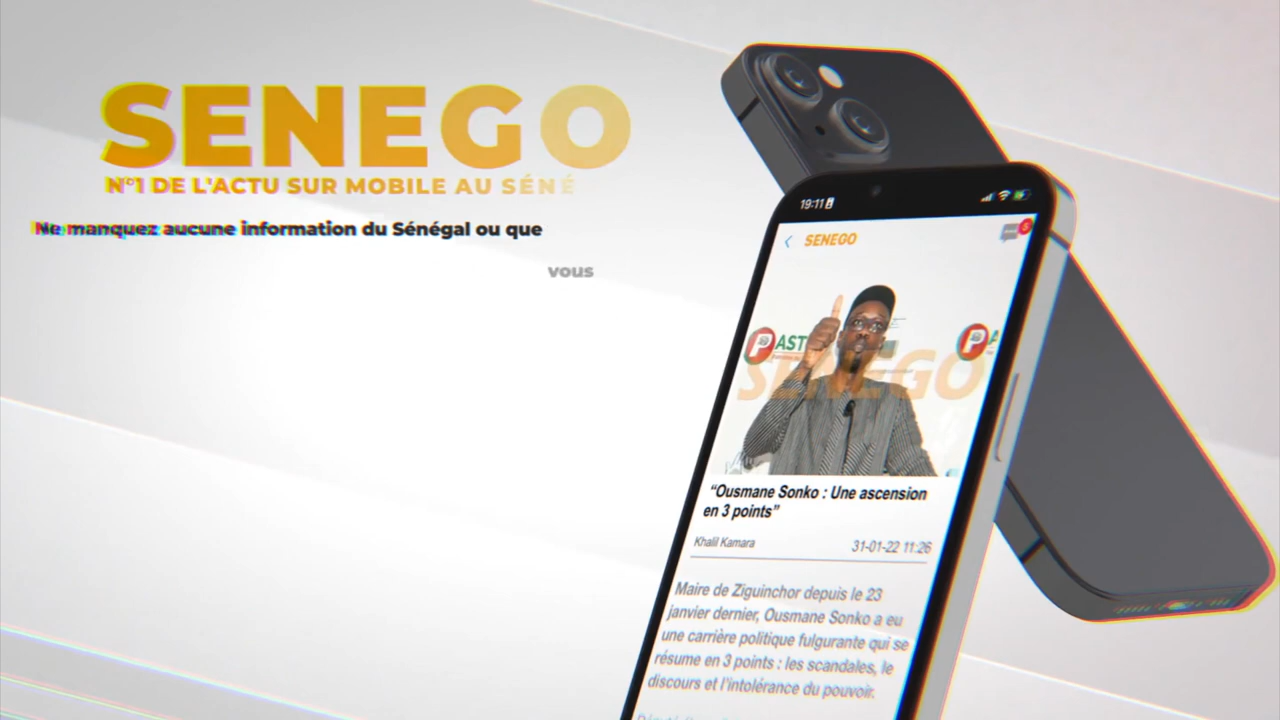 SENEGO
N°1 DE L'ACTU SUR MOBILE AU SÉNÉ
Ne manquez aucune information du Sénégal ou que
vous
19:11
SENEGO
PAST
SENEGO
"Ousmane Sonko : Une ascension
en 3 points"
Khalil Kamara
31-01-22 11:26
Maire de Ziguinchor depuis le 23
janvier dernier, Ousmane Sonko a eu
une carrière politique fulgurante qui se
résume en 3 points : les scandales, le
discours et l'intolérance du pouvoir.